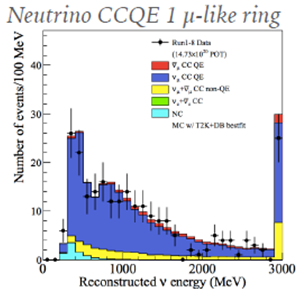 Neutrino CCQE 1 μ-like ring
Run1-8 Data
(14.73x10²⁰ POT)
ν̄μ CC QE
νμ CC QE
νμ+ν̄μ CC non-QE
νe+ν̄e CC
NC
MC w/ T2K+DB bestfit
Number of events/100 MeV
40
30
20
10
0
0 1000 2000 3000
Reconstructed ν energy (MeV)